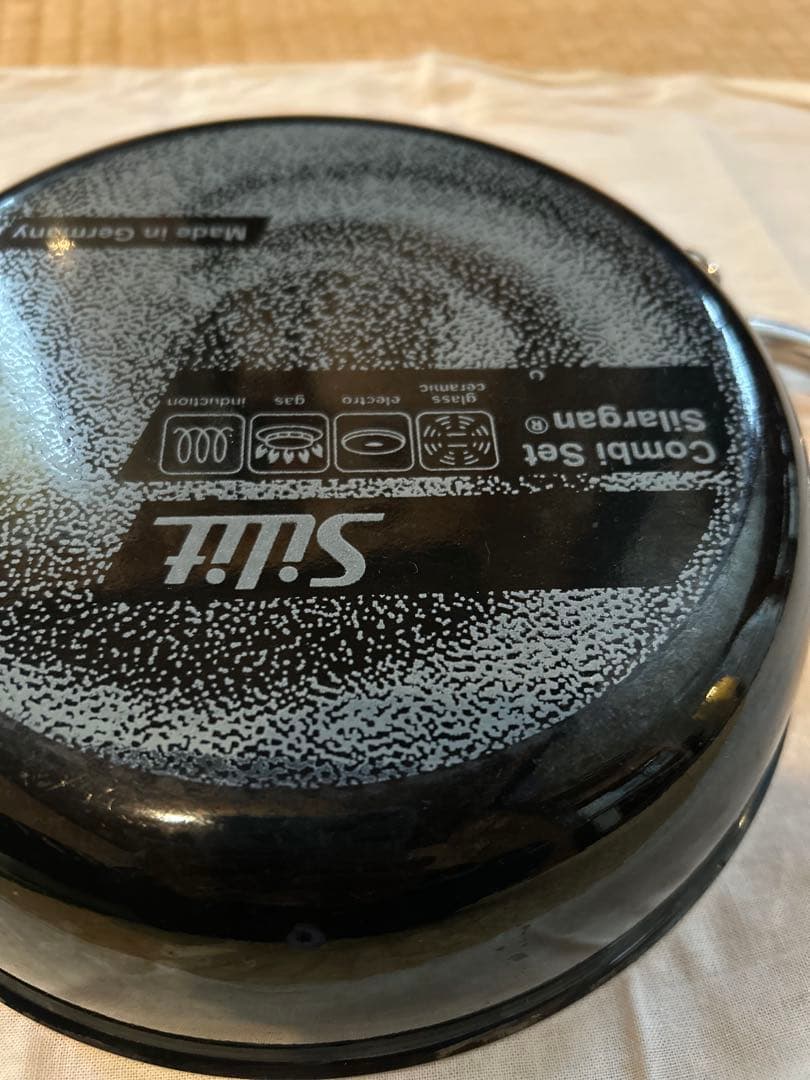 Silit
Combi Set
Silargan®
glass
ceramic
electro
gas
induction
Made in Germany